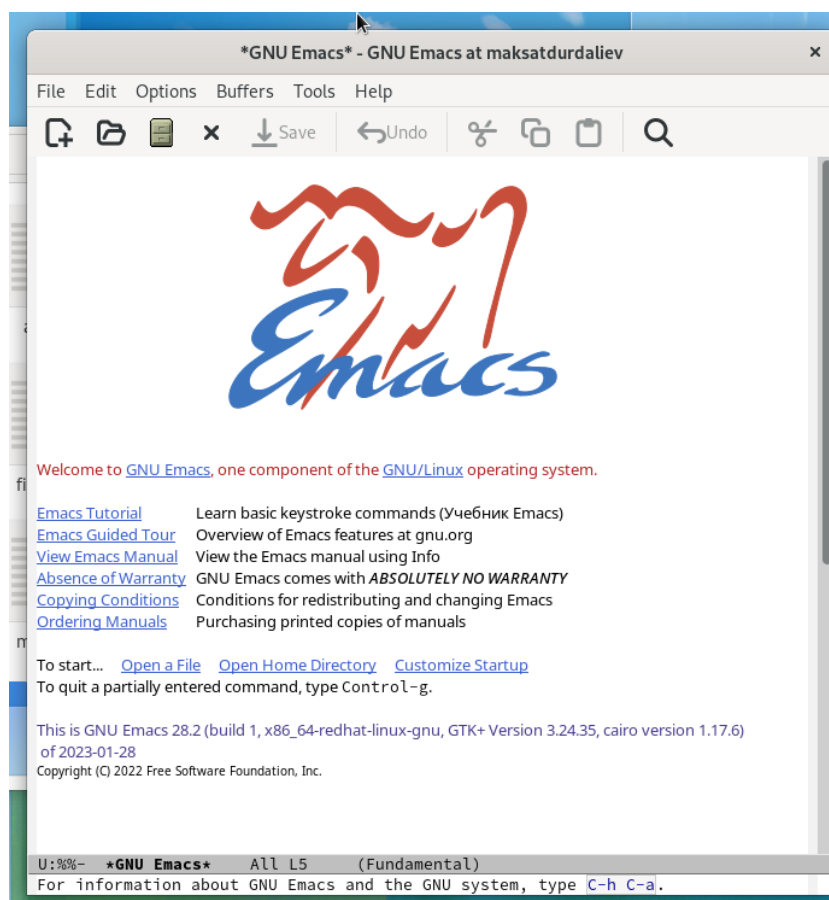 *GNU Emacs* - GNU Emacs at maksatdurdaliev
File Edit Options Buffers Tools Help
Save Undo
Emacs
Welcome to GNU Emacs, one component of the GNU/Linux operating system.
Emacs Tutorial Learn basic keystroke commands (Учебник Emacs)
Emacs Guided Tour Overview of Emacs features at gnu.org
View Emacs Manual View the Emacs manual using Info
Absence of Warranty GNU Emacs comes with ABSOLUTELY NO WARRANTY
Copying Conditions Conditions for redistributing and changing Emacs
Ordering Manuals Purchasing printed copies of manuals
To start... Open a File Open Home Directory Customize Startup
To quit a partially entered command, type Control-g.
This is GNU Emacs 28.2 (build 1, x86_64-redhat-linux-gnu, GTK+ Version 3.24.35, cairo version 1.17.6)
of 2023-01-28
Copyright (C) 2022 Free Software Foundation, Inc.
U:%%- *GNU Emacs* All L5 (Fundamental)
For information about GNU Emacs and the GNU system, type C-h C-a.